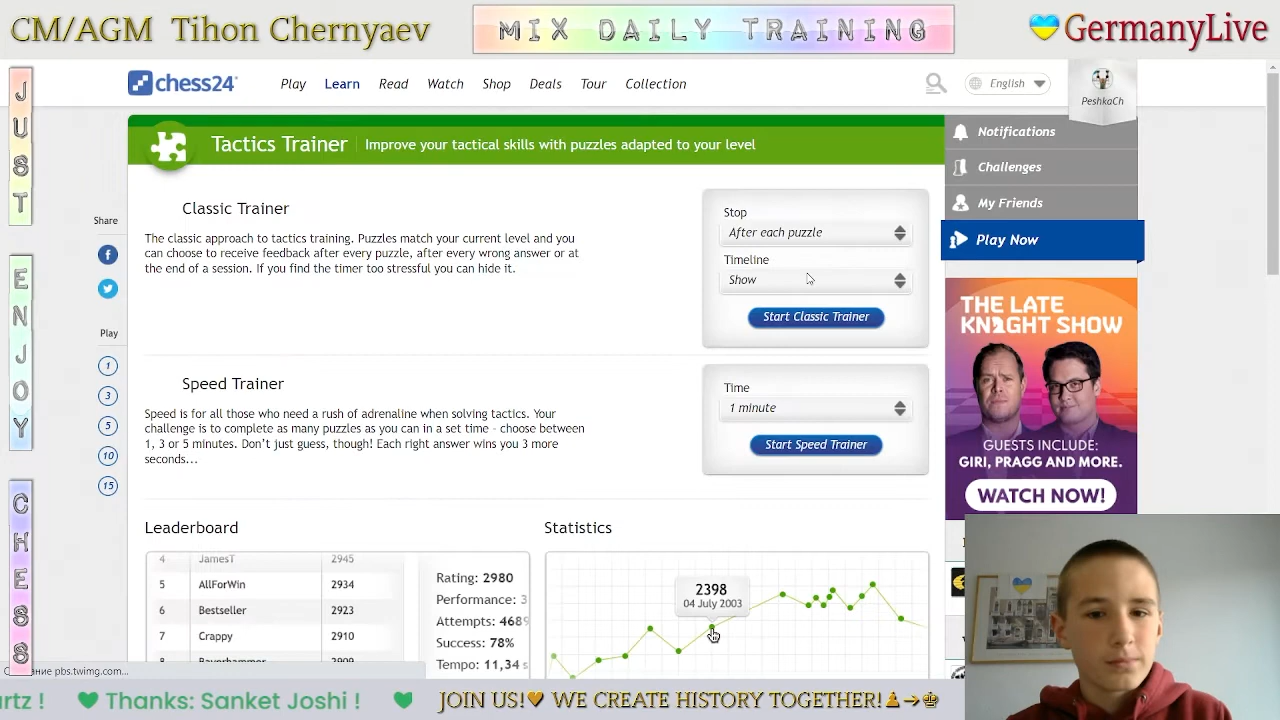 CM/AGM Tihon Chernyaev
MIX DAILY TRAINING
GermanyLive
JUST
ENJOY
CHESS
chess24
Play
Learn
Read
Watch
Shop
Deals
Tour
Collection
English
PeshkaCh
Tactics Trainer
Improve your tactical skills with puzzles adapted to your level
Notifications
Challenges
My Friends
Play Now
Share
Play
1
3
5
10
15
Classic Trainer
The classic approach to tactics training. Puzzles match your current level and you
can choose to receive feedback after every puzzle, after every wrong answer or at
the end of a session. If you find the timer too stressful you can hide it.
Stop
After each puzzle
Timeline
Show
Start Classic Trainer
Speed Trainer
Speed is for all those who need a rush of adrenaline when solving tactics. Your
challenge is to complete as many puzzles as you can in a set time - choose between
1, 3 or 5 minutes. Don't just guess, though! Each right answer wins you 3 more
seconds...
Time
1 minute
Start Speed Trainer
THE LATE
KNIGHT SHOW
GUESTS INCLUDE:
GIRI, PRAGG AND MORE.
WATCH NOW!
Leaderboard
4 JamesT 2945
5 AllForWin 2934
6 Bestseller 2923
7 Crappy 2910
Rating: 2980
Performance: 3
Attempts: 4689
Success: 78%
Tempo: 11,34 s
Statistics
2398
04 July 2003
pbs.twimg.com...
artz !
Thanks: Sanket Joshi !
JOIN US! WE CREATE HISTORY TOGETHER!